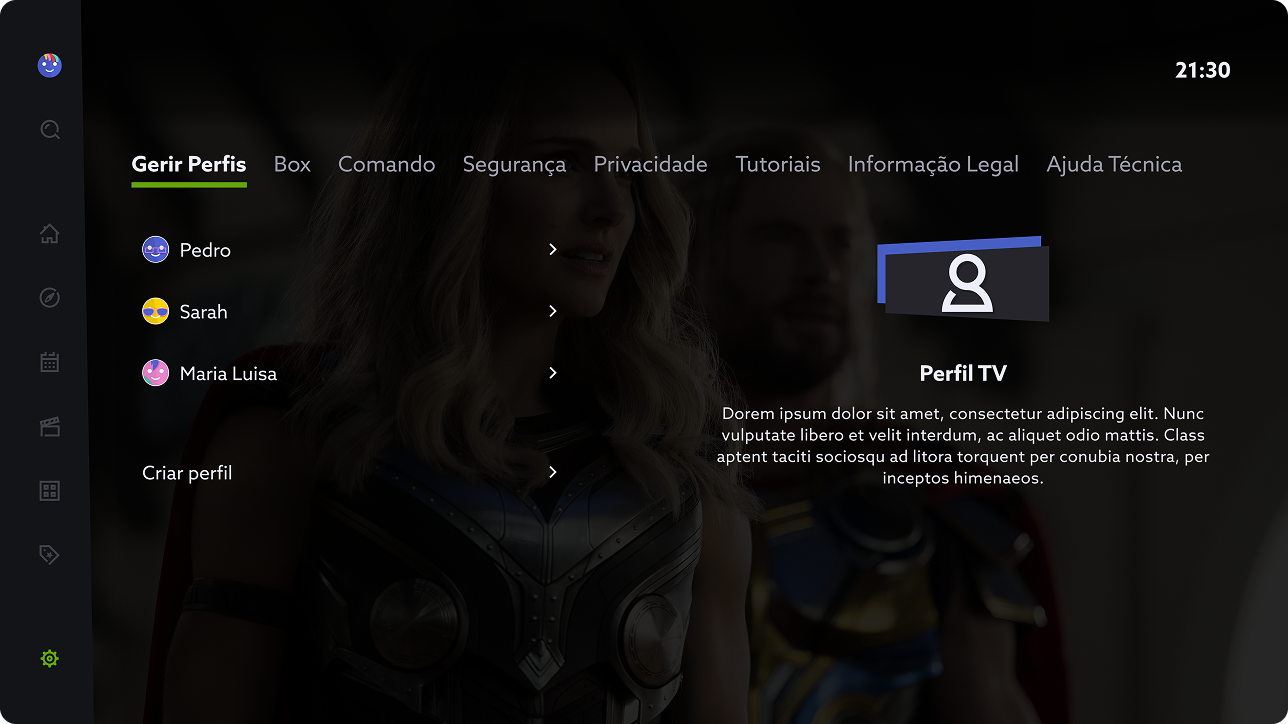 21:30
Gerir Perfis Box Comando Segurança Privacidade Tutoriais Informação Legal Ajuda Técnica
Pedro
Sarah
Maria Luisa
Criar perfil
Perfil TV
Dorem ipsum dolor sit amet, consectetur adipiscing elit. Nunc
vulputate libero et velit interdum, ac aliquet odio mattis. Class
aptent taciti sociosqu ad litora torquent per conubia nostra, per
inceptos himenaeos.